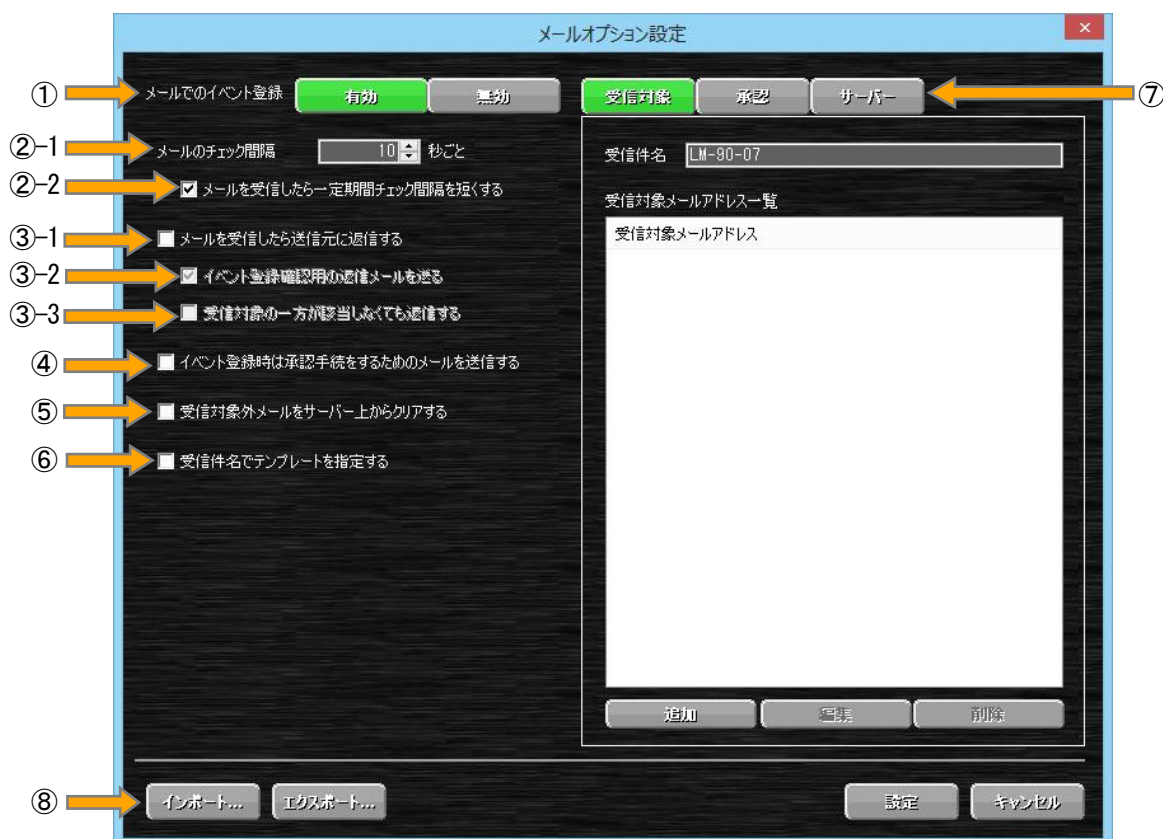 メールオプション設定
×
① メールでのイベント登録 有効 無効
②-1 メールのチェック間隔 10 秒ごと
②-2 メールを受信したら一定期間チェック間隔を短くする
③-1 メールを受信したら送信元に返信する
③-2 イベント登録確認用の返信メールを送る
③-3 受信対象の一方が該当しなくても返信する
④ イベント登録時は承認手続をするためのメールを送信する
⑤ 受信対象外メールをサーバー上からクリアする
⑥ 受信件名でテンプレートを指定する
受信対象 承認 サーバー ⑦
受信件名 LM-90-07
受信対象メールアドレス一覧
受信対象メールアドレス
追加 編集 削除
⑧ インポート... エクスポート... 設定 キャンセル